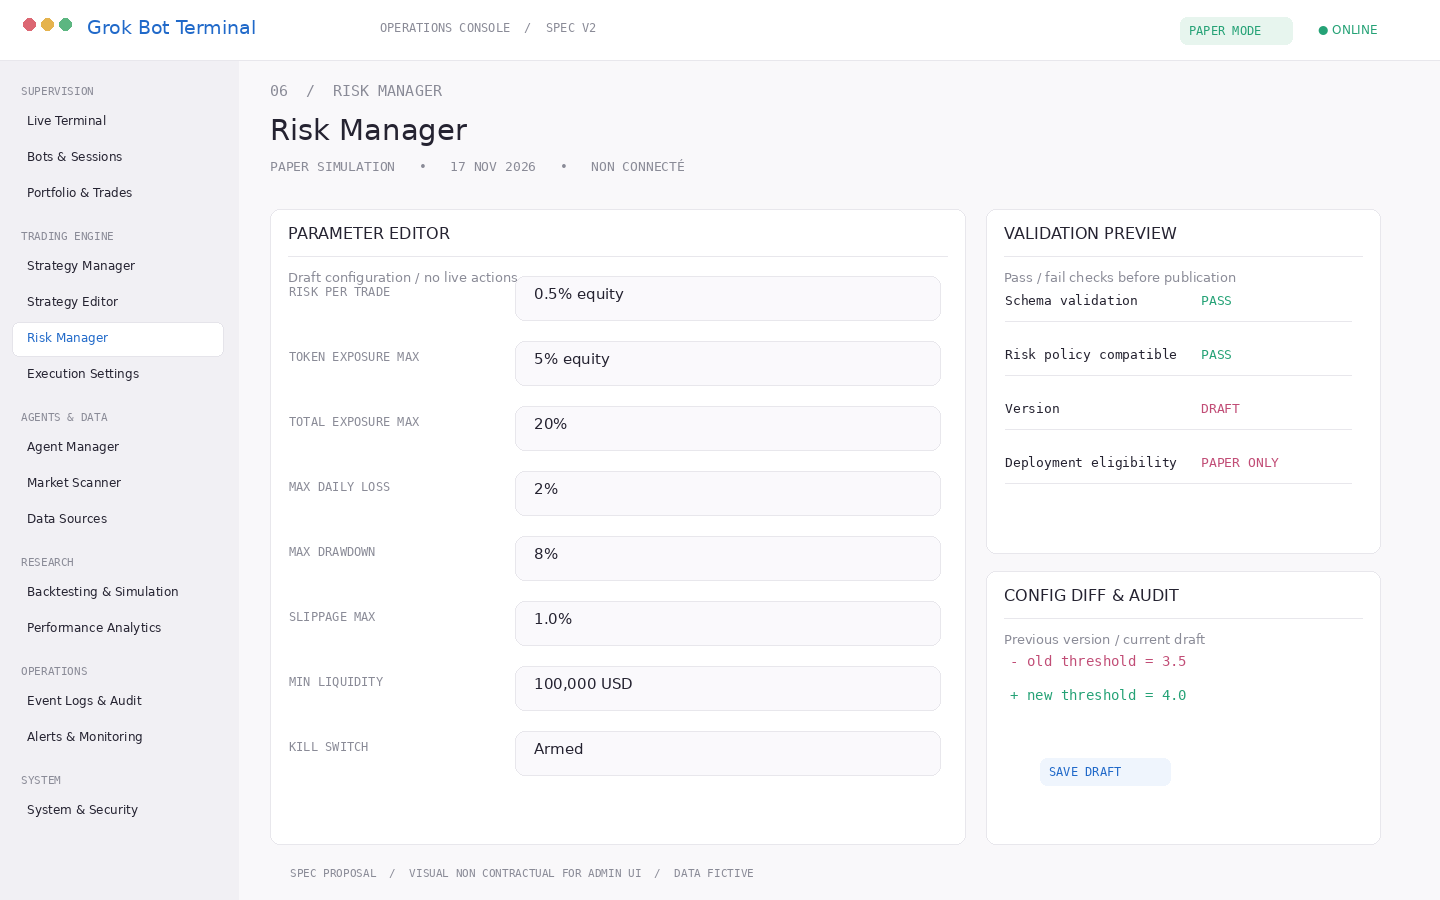 Grok Bot Terminal
OPERATIONS CONSOLE / SPEC V2
PAPER MODE
ONLINE
SUPERVISION
Live Terminal
Bots & Sessions
Portfolio & Trades
TRADING ENGINE
Strategy Manager
Strategy Editor
Risk Manager
Execution Settings
AGENTS & DATA
Agent Manager
Market Scanner
Data Sources
RESEARCH
Backtesting & Simulation
Performance Analytics
OPERATIONS
Event Logs & Audit
Alerts & Monitoring
SYSTEM
System & Security
06 / RISK MANAGER
Risk Manager
PAPER SIMULATION • 17 NOV 2026 • NON CONNECTÉ
PARAMETER EDITOR
Draft configuration / no live actions
RISK PER TRADE 0.5% equity
TOKEN EXPOSURE MAX 5% equity
TOTAL EXPOSURE MAX 20%
MAX DAILY LOSS 2%
MAX DRAWDOWN 8%
SLIPPAGE MAX 1.0%
MIN LIQUIDITY 100,000 USD
KILL SWITCH Armed
VALIDATION PREVIEW
Pass / fail checks before publication
Schema validation PASS
Risk policy compatible PASS
Version DRAFT
Deployment eligibility PAPER ONLY
CONFIG DIFF & AUDIT
Previous version / current draft
- old threshold = 3.5
+ new threshold = 4.0
SAVE DRAFT
SPEC PROPOSAL / VISUAL NON CONTRACTUAL FOR ADMIN UI / DATA FICTIVE